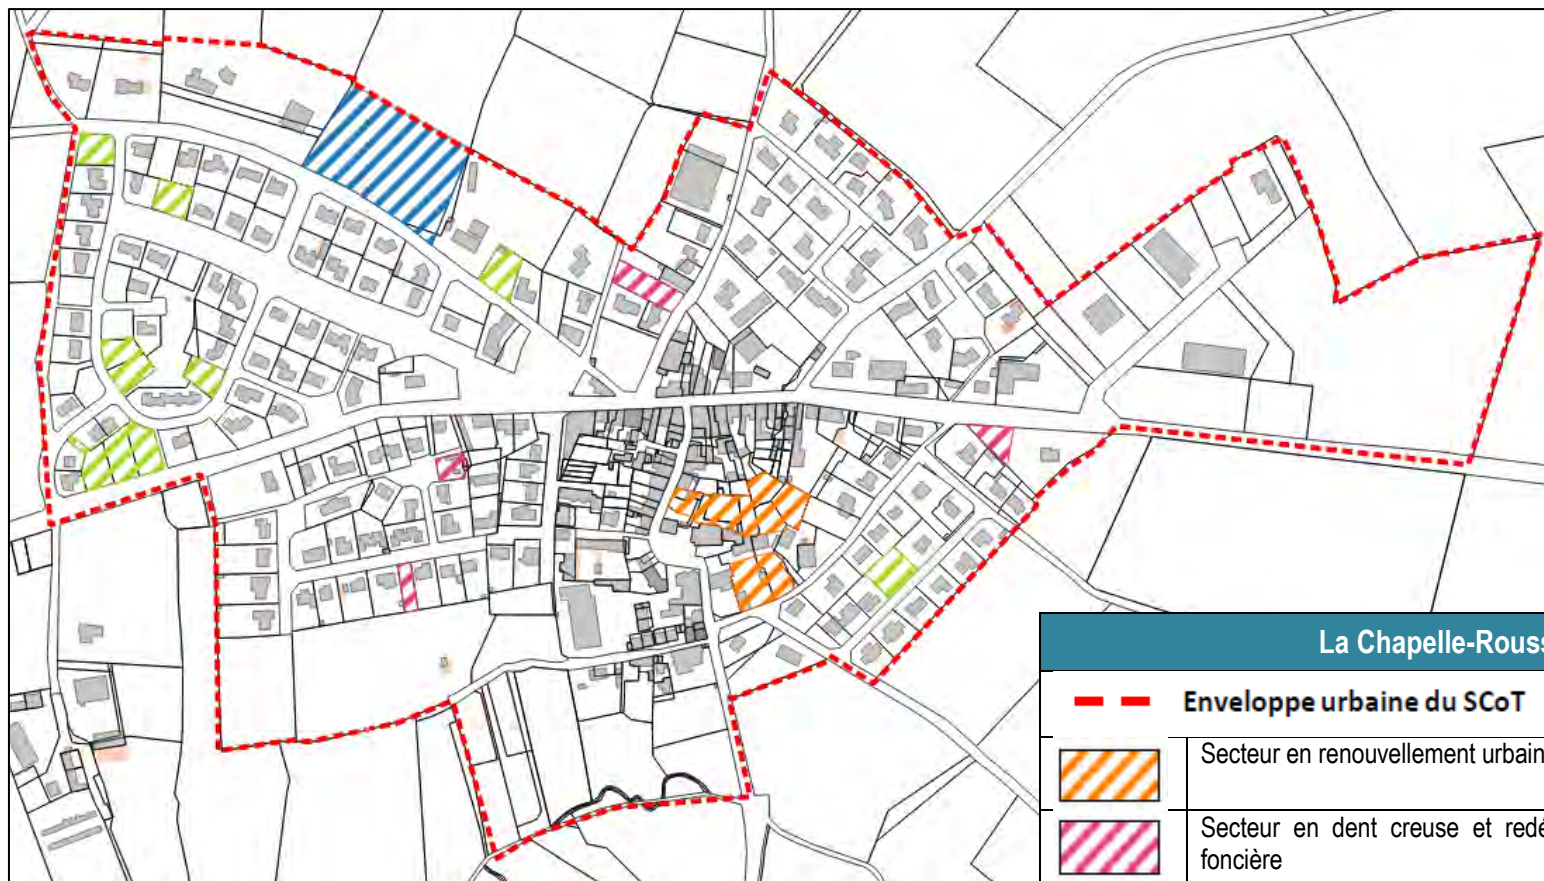 La Chapelle-Rouss
Enveloppe urbaine du SCoT
Secteur en renouvellement urbain
Secteur en dent creuse et redé
foncière